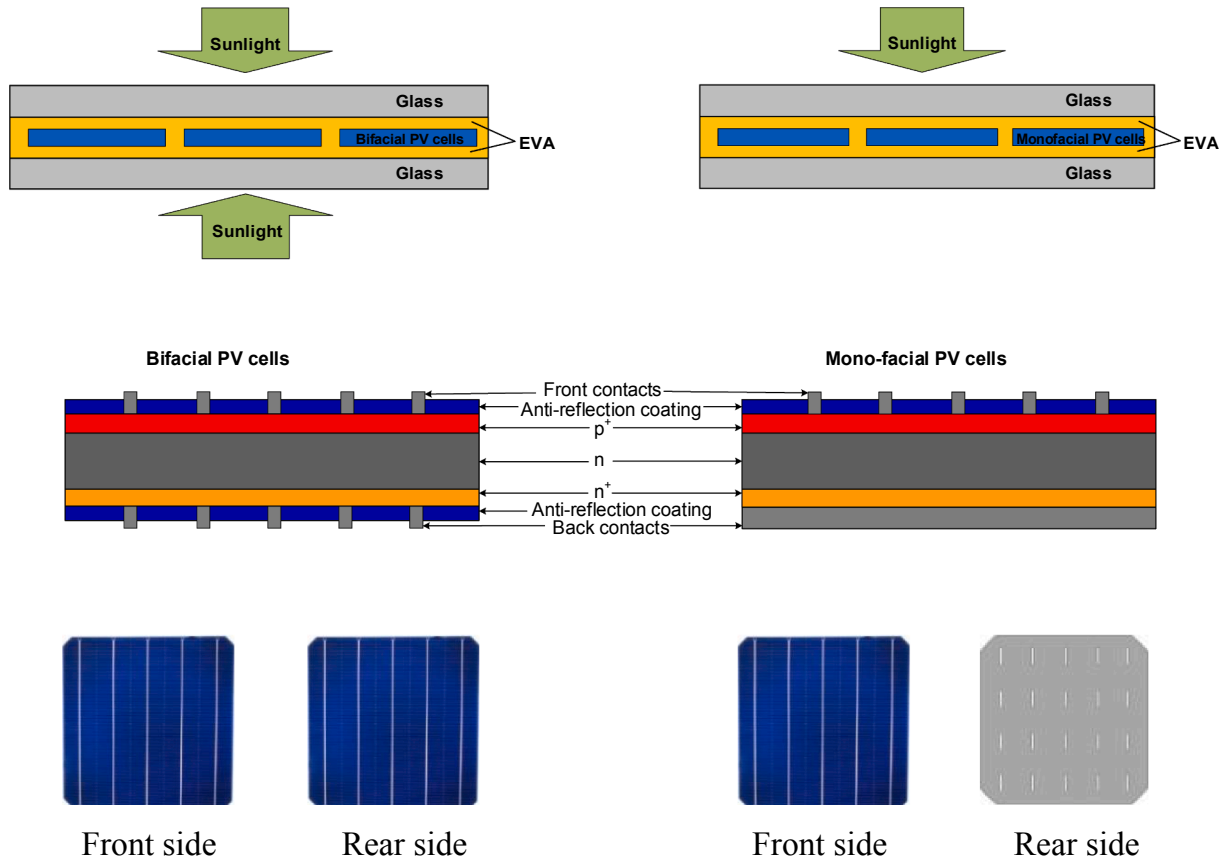 Sunlight
Sunlight
Glass
Glass
Bifacial PV cells
EVA
Monofacial PV cells
EVA
Glass
Glass
Sunlight
Bifacial PV cells
Mono-facial PV cells
Front contacts
Anti-reflection coating
p+
n
n+
Anti-reflection coating
Back contacts
Front side
Rear side
Front side
Rear side